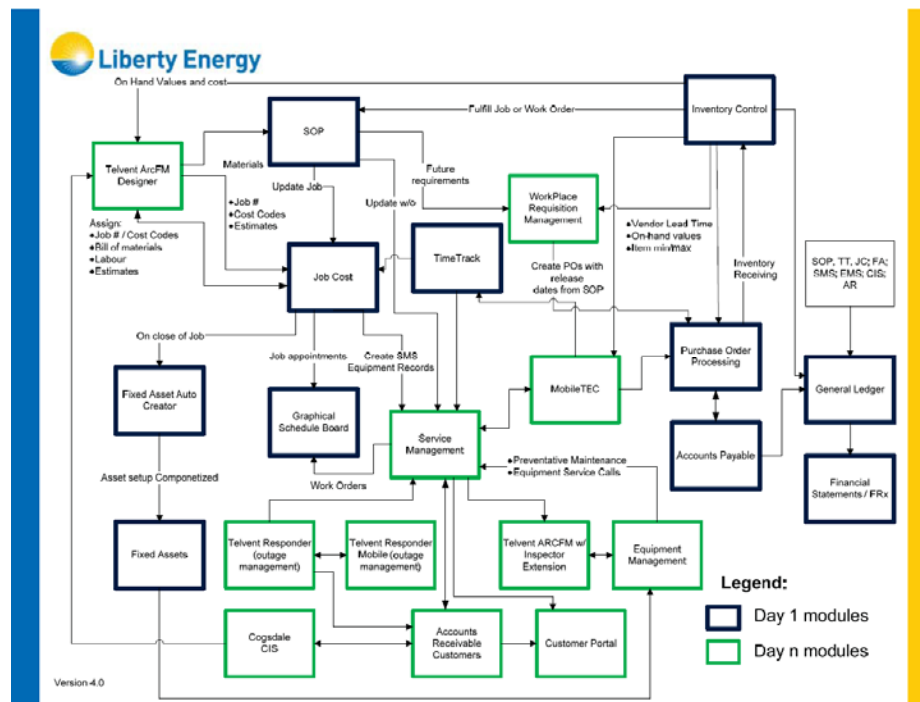 Liberty Energy
On Hand Values and cost
Inventory Control
Fulfill Job or Work Order
SOP
Telvent ArcFM
Designer
Materials
Future
requirements
Update Job
Update w/o
WorkPlace
Requisition
Management
Job #
Cost Codes
Estimates
Assign:
Job # / Cost Codes
Bill of materials
Labour
Estimates
Vendor Lead Time
On-hand values
Item min/max
TimeTrack
Job Cost
Create POs with
release
dates from SOP
Inventory
Receiving
SOP, TT, JC; FA;
SMS; EMS; CIS;
AR
On close of Job
Job appointments
Create SMS
Equipment Records
Purchase Order
Processing
Fixed Asset Auto
Creator
Graphical
Schedule Board
MobileTEC
General Ledger
Service
Management
Accounts Payable
Preventative Maintenance
Equipment Service Calls
Asset setup Componetized
Work Orders
Financial
Statements / FRx
Fixed Assets
Telvent Responder
(outage
management)
Telvent Responder
Mobile (outage
management)
Telvent ARCFM w/
Inspector
Extension
Equipment
Management
Legend:
Day 1 modules
Day n modules
Cogsdale
CIS
Accounts
Receivable
Customers
Customer Portal
Version 4.0